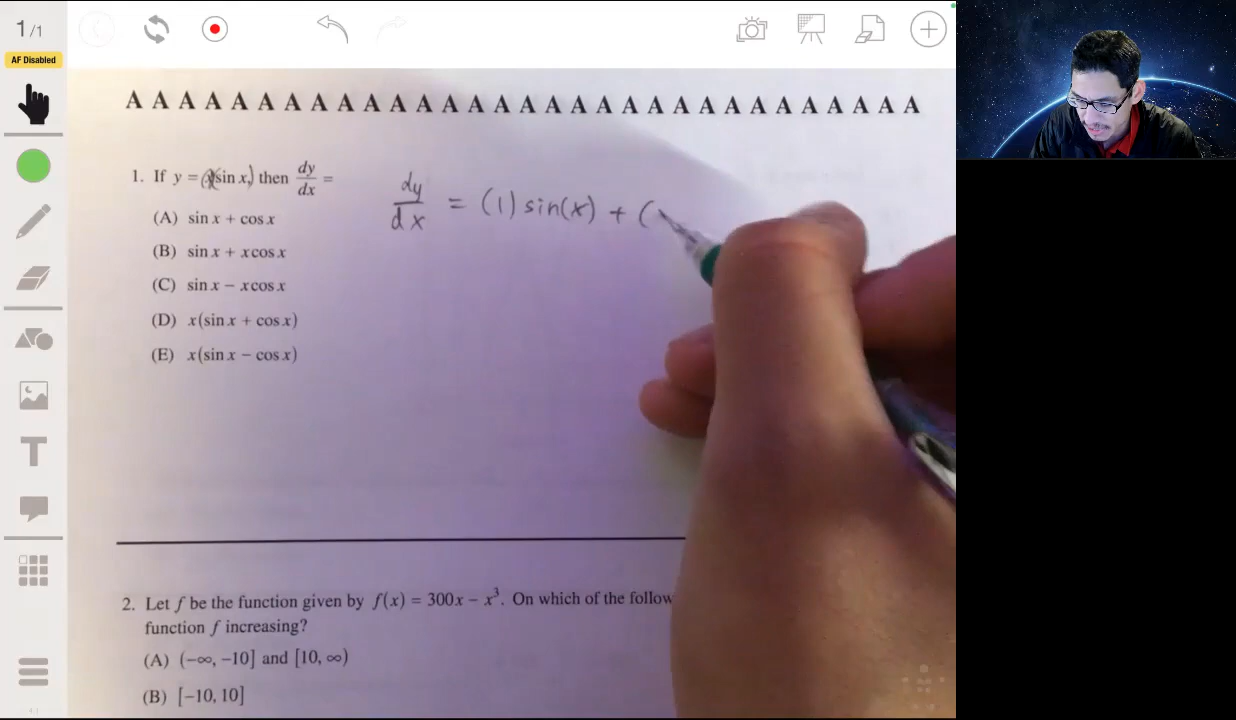 1/1
AF Disabled
A A A A A A A A A A A A A A A A A A A A A A A A A A A A A A A
1. If y = x sin x, then dy/dx =
(A) sin x + cos x
(B) sin x + x cos x
(C) sin x − x cos x
(D) x(sin x + cos x)
(E) x(sin x − cos x)
dy/dx = (1) sin(x) + (
2. Let f be the function given by f(x) = 300x − x³. On which of the follow
function f increasing?
(A) (−∞, −10] and [10, ∞)
(B) [−10, 10]
T